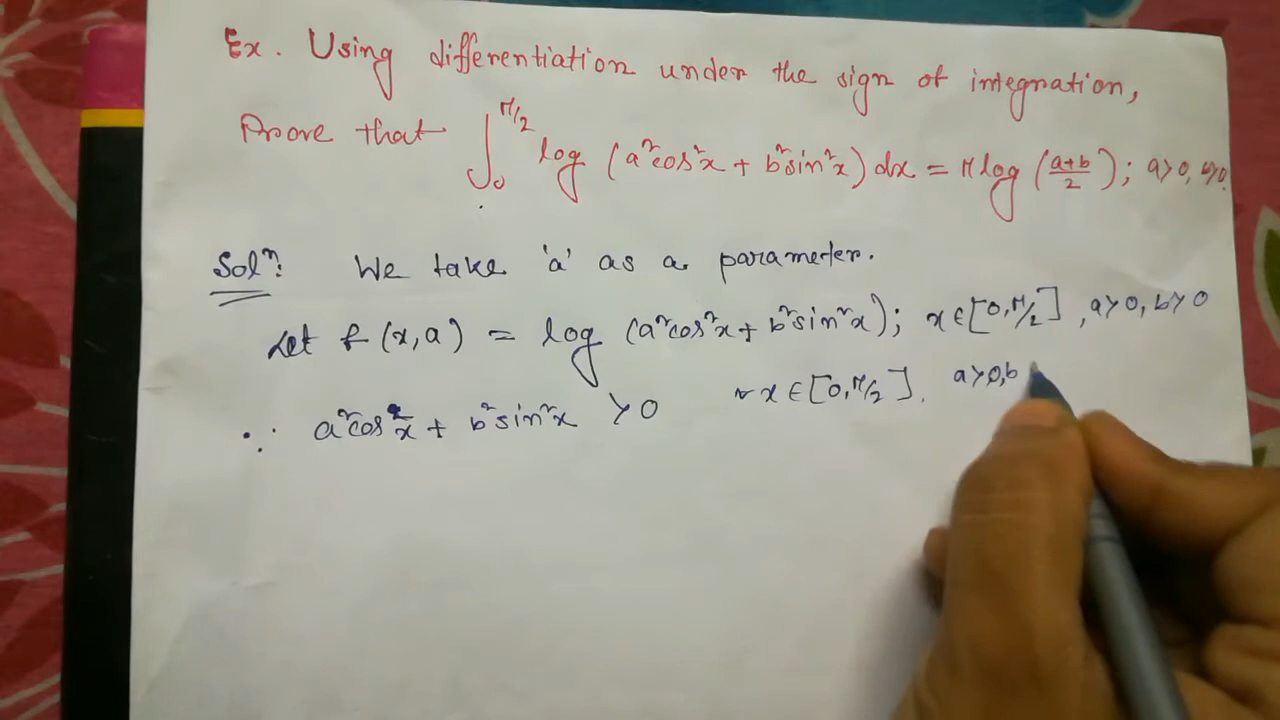 Ex. Using differentiation under the sign of integration,
Prove that ∫₀^{π/2} log (a²cos²x + b²sin²x) dx = π log (a+b/2); a>0, b>0.
Solⁿ: We take 'a' as a parameter.
Let f(x,a) = log (a²cos²x + b²sin²x); x∈[0,π/2], a>0, b>0
∵ a²cos²x + b²sin²x >0 ∀ x∈[0,π/2], a>0,b